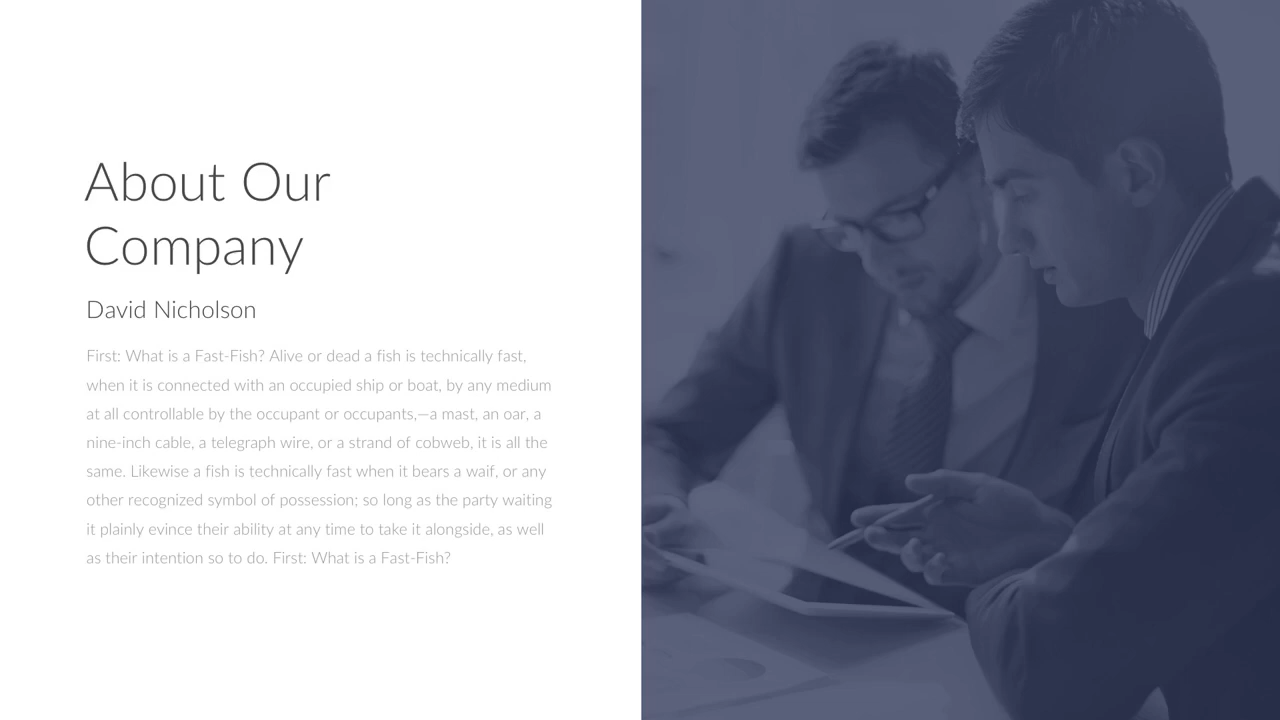 About Our
Company
David Nicholson
First: What is a Fast-Fish? Alive or dead a fish is technically fast,
when it is connected with an occupied ship or boat, by any medium
at all controllable by the occupant or occupants,—a mast, an oar, a
nine-inch cable, a telegraph wire, or a strand of cobweb, it is all the
same. Likewise a fish is technically fast when it bears a waif, or any
other recognized symbol of possession; so long as the party waiting
it plainly evince their ability at any time to take it alongside, as well
as their intention so to do. First: What is a Fast-Fish?